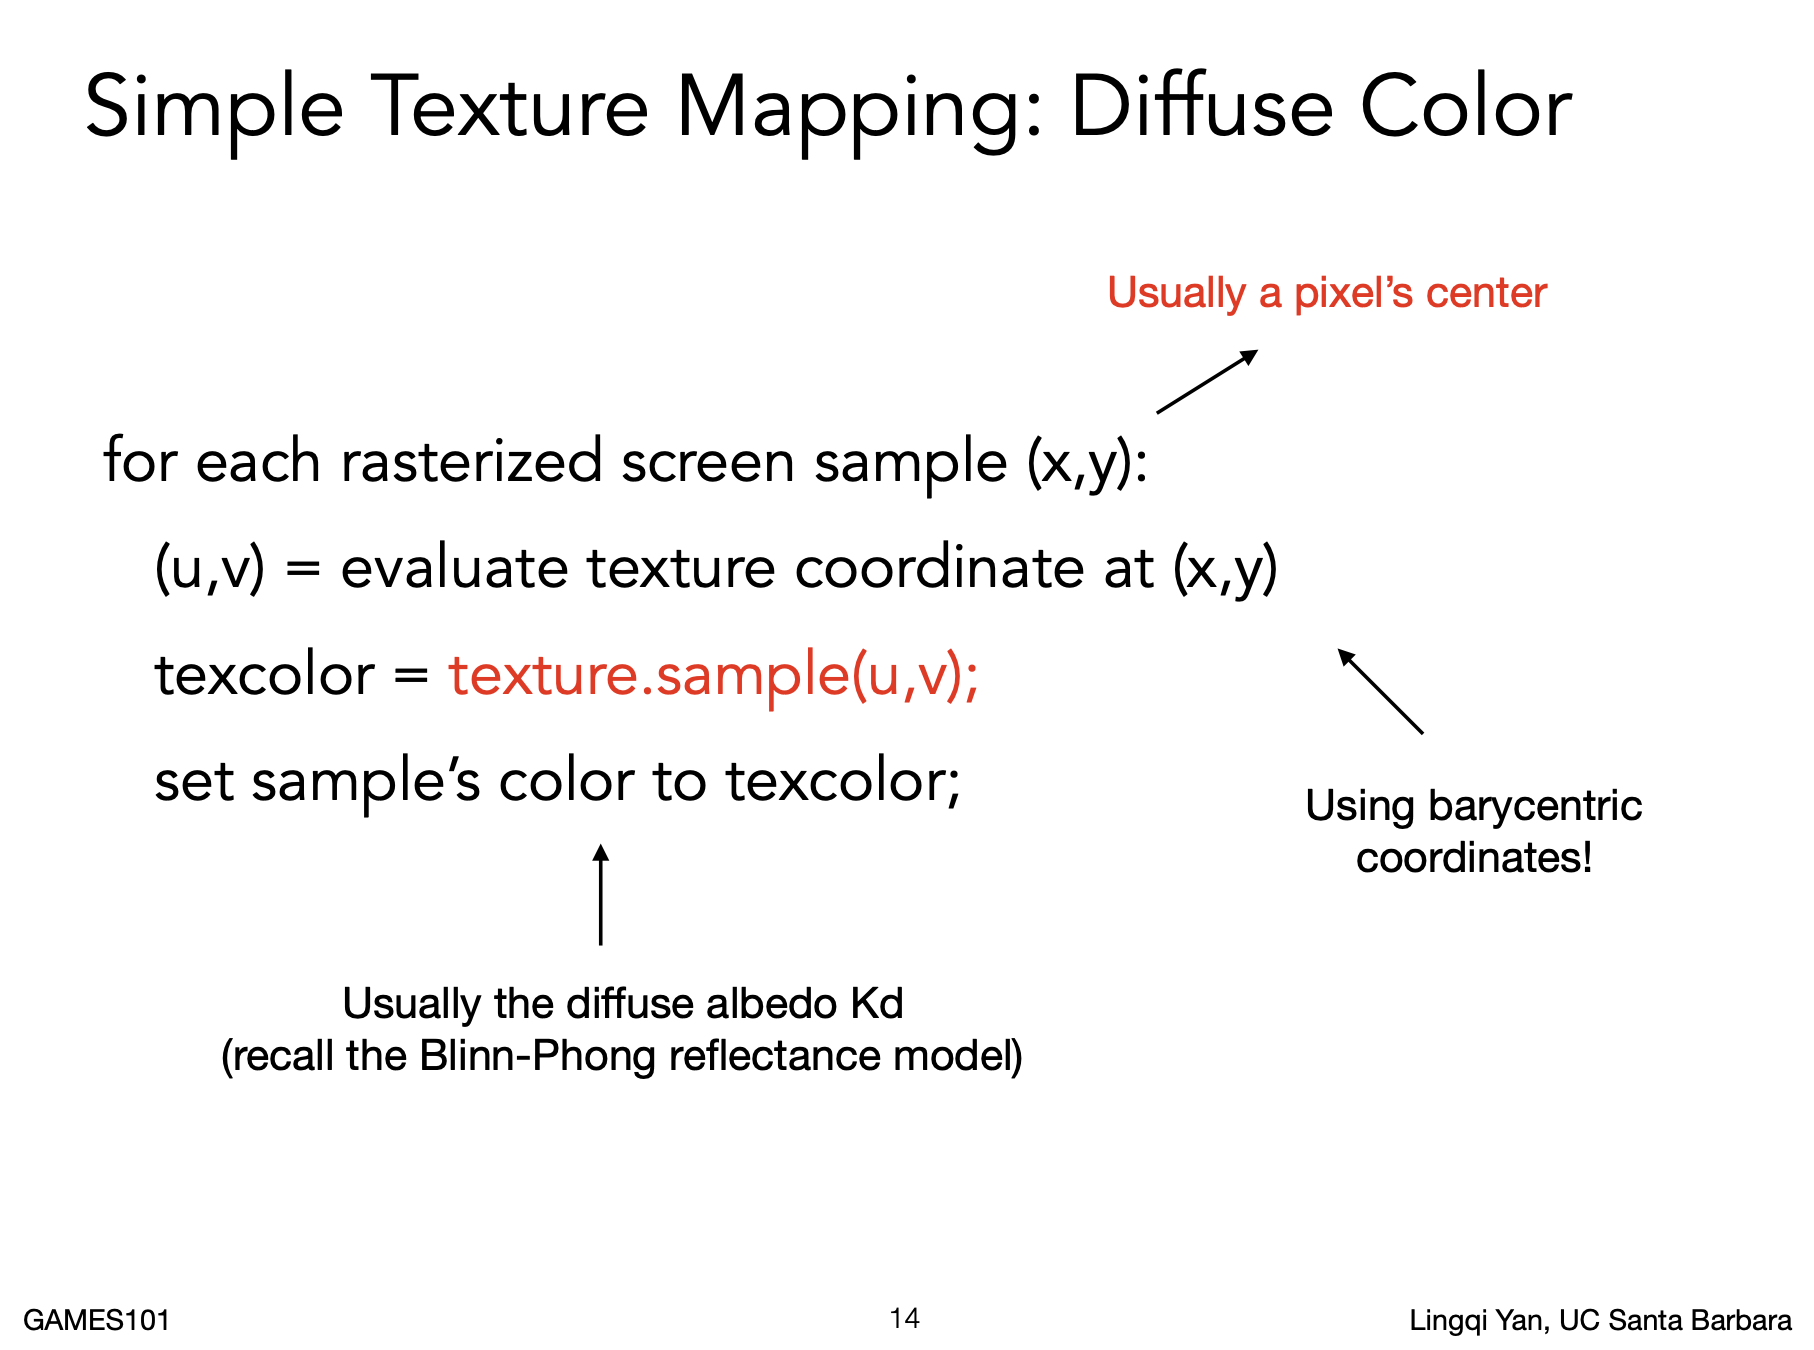 Simple Texture Mapping: Diffuse Color
Usually a pixel’s center
for each rasterized screen sample (x,y):
(u,v) = evaluate texture coordinate at (x,y)
texcolor = texture.sample(u,v);
set sample’s color to texcolor;
Using barycentric
coordinates!
Usually the diffuse albedo Kd
(recall the Blinn-Phong reflectance model)
GAMES101
14
Lingqi Yan, UC Santa Barbara